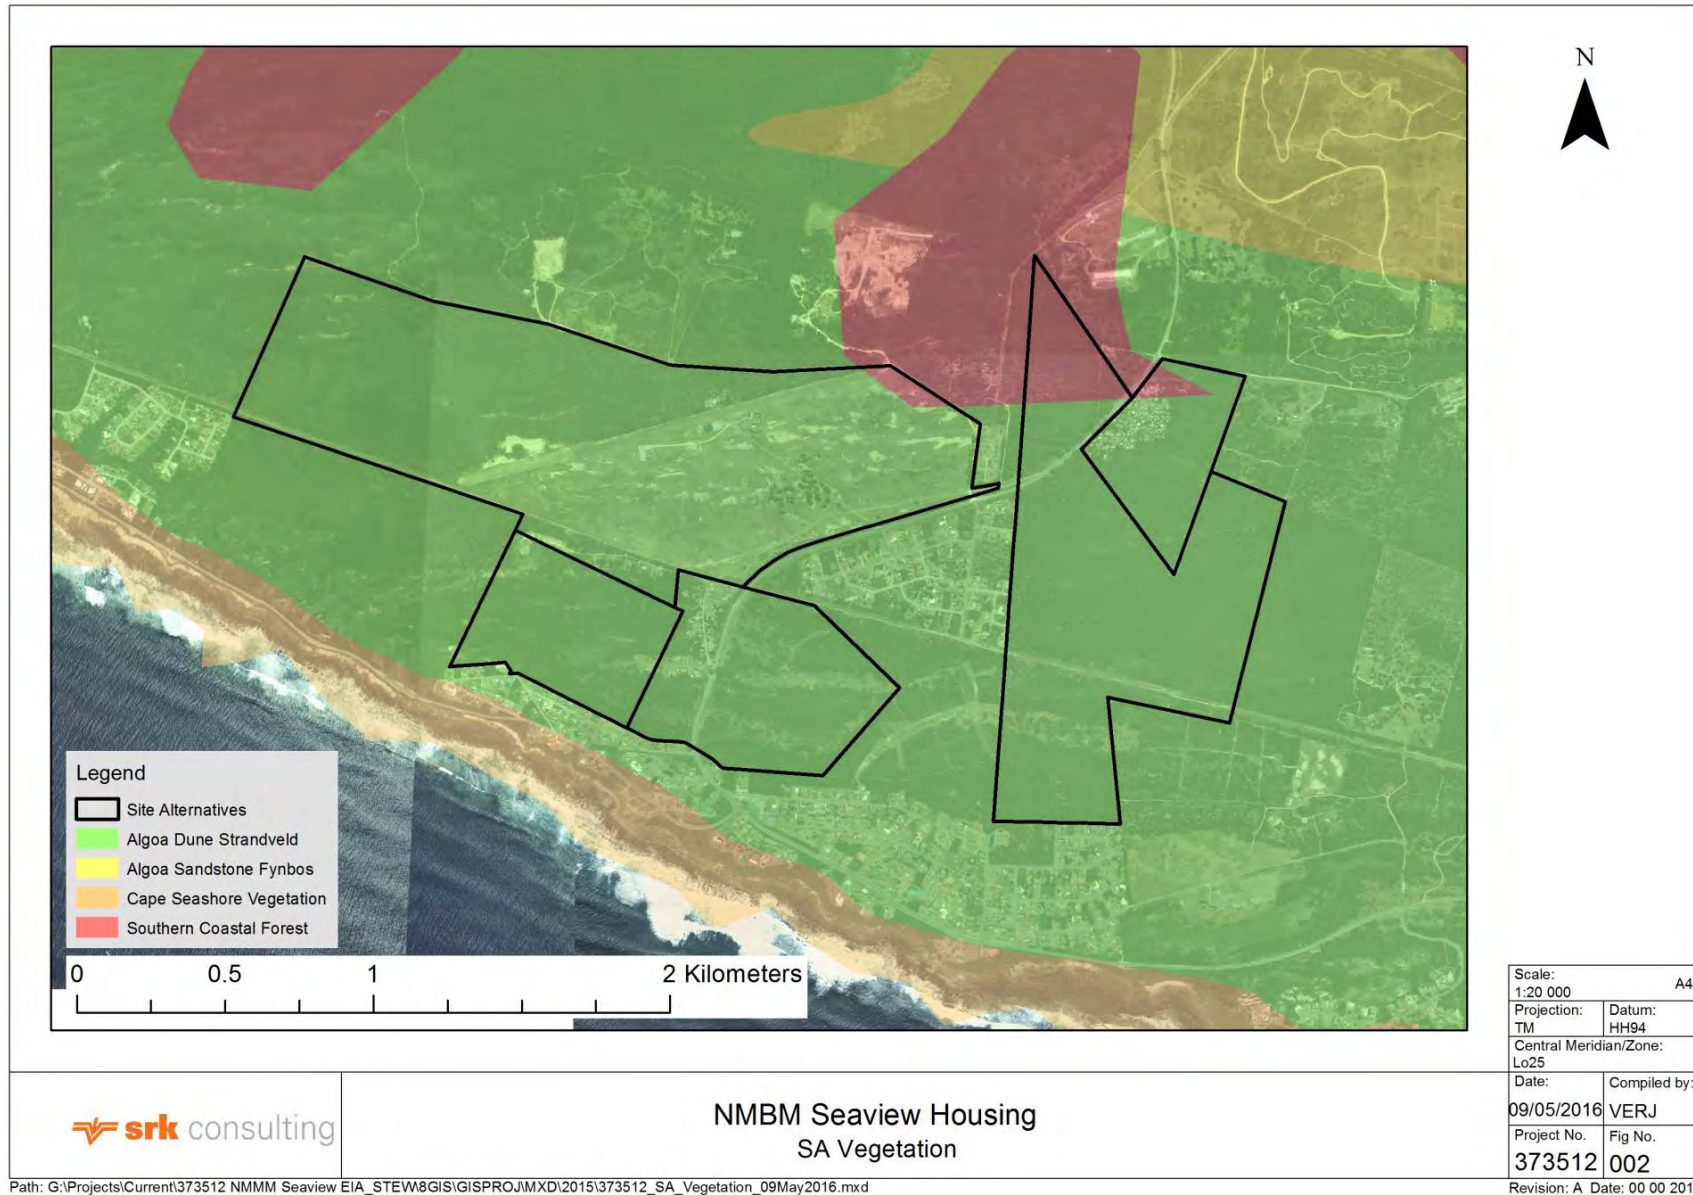 N
Legend
Site Alternatives
Algoa Dune Strandveld
Algoa Sandstone Fynbos
Cape Seashore Vegetation
Southern Coastal Forest
0 0.5 1 2 Kilometers
Scale: A4
1:20 000
Projection: Datum:
TM HH94
Central Meridian/Zone:
Lo25
Date: Compiled by:
09/05/2016 VERJ
Project No. Fig No.
373512 002
srk consulting
NMBM Seaview Housing
SA Vegetation
Path: G:\Projects\Current\373512 NMMM Seaview EIA_STEW\8GIS\GISPROJ\MXD\2015\373512_SA_Vegetation_09May2016.mxd
Revision: A Date: 00 00 201